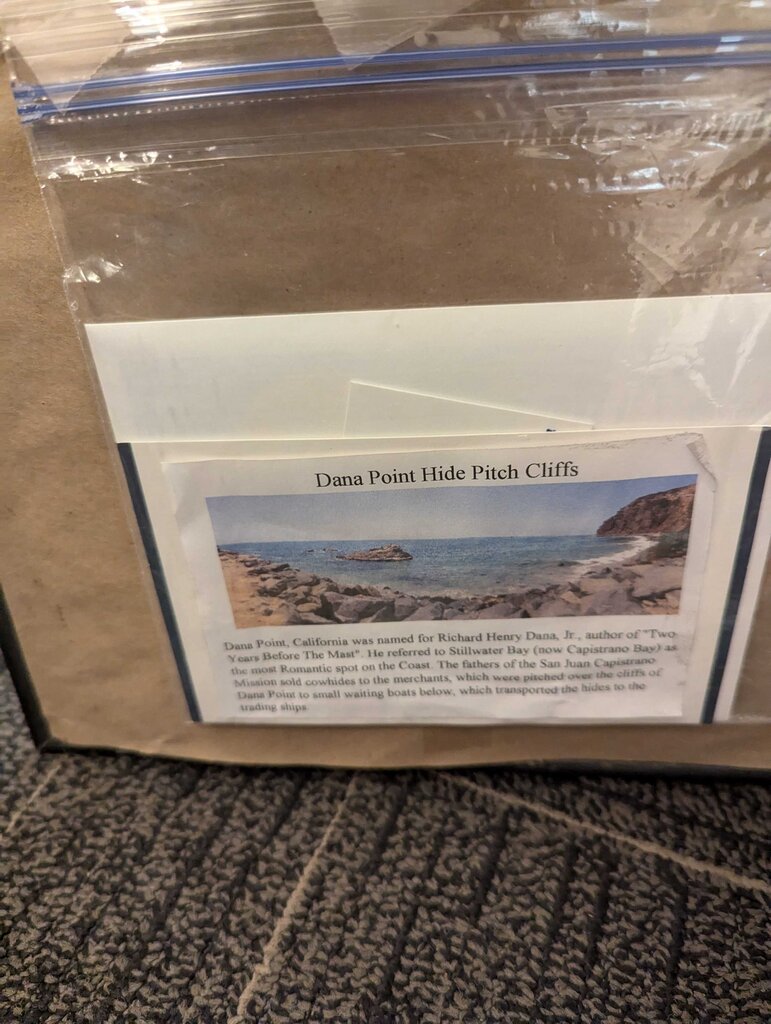 Dana Point Hide Pitch Cliffs
Dana Point, California was named for Richard Henry Dana, Jr., author of "Two
Years Before The Mast". He referred to Stillwater Bay (now Capistrano Bay) as
the most Romantic spot on the Coast. The fathers of the San Juan Capistrano
Mission sold cowhides to the merchants, which were pitched over the cliffs of
Dana Point to small waiting boats below, which transported the hides to the
trading ships.